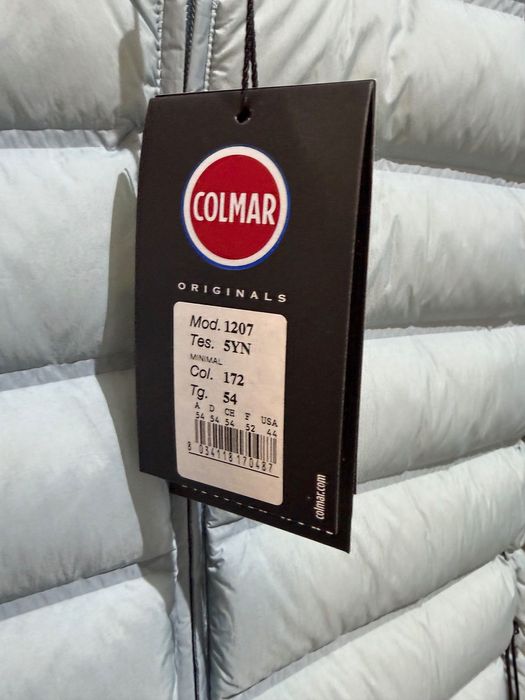 COLMAR
ORIGINALS
Mod. 1207
Tes. 5YN
MINIMAL
Col. 172
Tg. 54
A D CH F USA
54 54 54 52 44
8 034118 170487
colmar.com